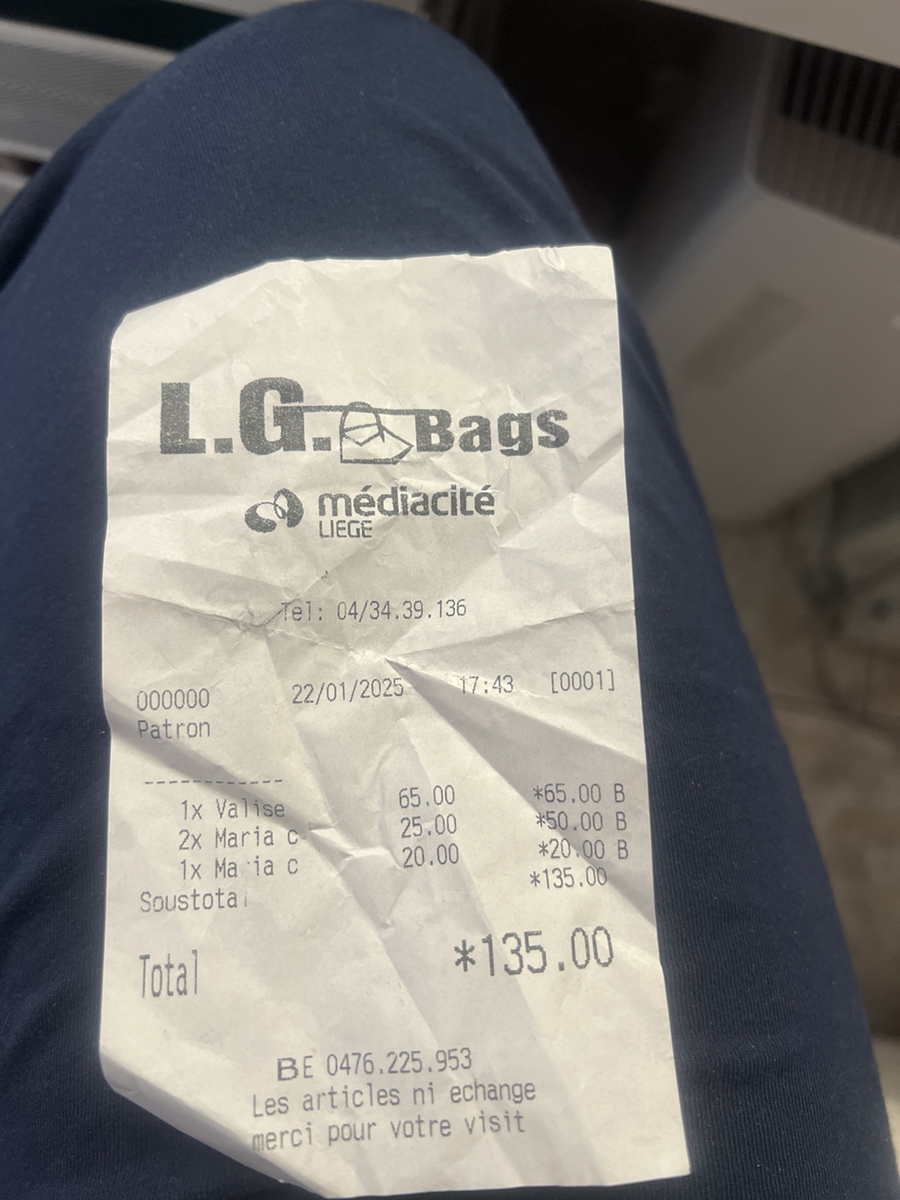 L.G. Bags
médiacité
LIEGE
Tel: 04/34.39.136
000000 22/01/2025 17:43 [0001]
Patron
1x Valise 65.00 *65.00 B
2x Maria c 25.00 *50.00 B
1x Maria c 20.00 *20.00 B
Soustotal *135.00
Total *135.00
BE 0476.225.953
Les articles ni echange
merci pour votre visit